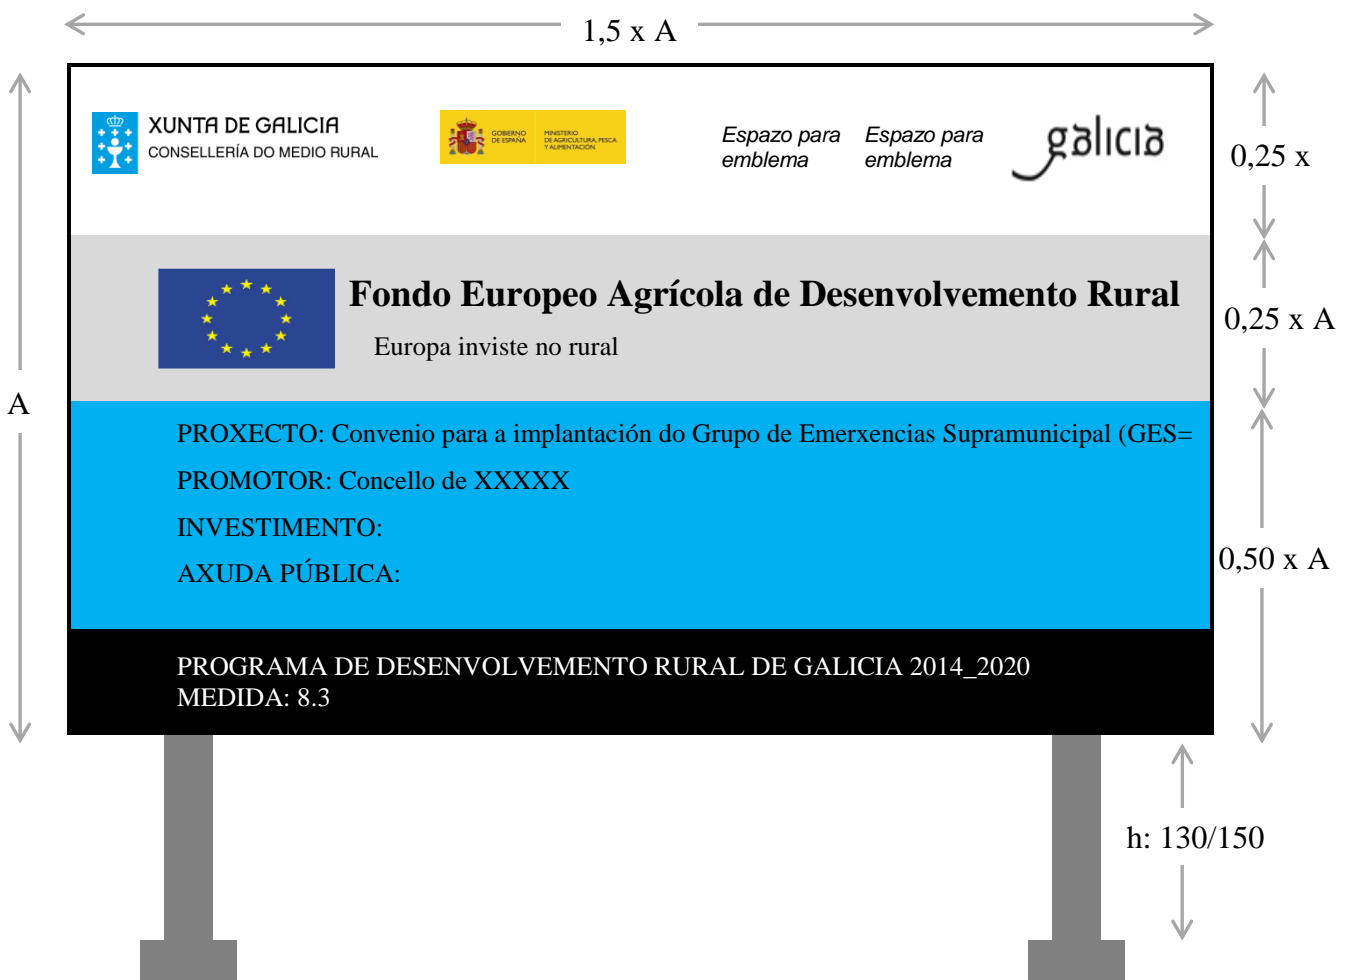 1,5 x A
XUNTA DE GALICIA
CONSELLERÍA DO MEDIO RURAL
GOBIERNO
DE ESPAÑA
MINISTERIO
DE AGRICULTURA, PESCA
Y ALIMENTACIÓN
Espazo para
emblema
Espazo para
emblema
galicia
0,25 x
Fondo Europeo Agrícola de Desenvolvemento Rural
Europa inviste no rural
0,25 x A
A
PROXECTO: Convenio para a implantación do Grupo de Emerxencias Supramunicipal (GES=
PROMOTOR: Concello de XXXXX
INVESTIMENTO:
AXUDA PÚBLICA:
0,50 x A
PROGRAMA DE DESENVOLVEMENTO RURAL DE GALICIA 2014_2020
MEDIDA: 8.3
h: 130/150